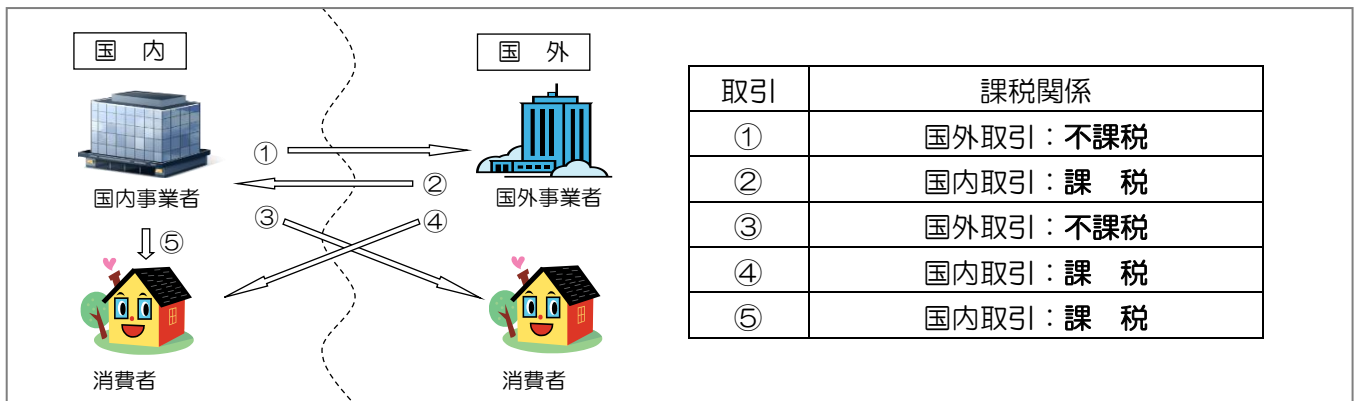 国　内
国　外
①
②
国内事業者
国外事業者
③
④
⑤
消費者
消費者
取引　課税関係
①　国外取引：不課税
②　国内取引：課　税
③　国外取引：不課税
④　国内取引：課　税
⑤　国内取引：課　税